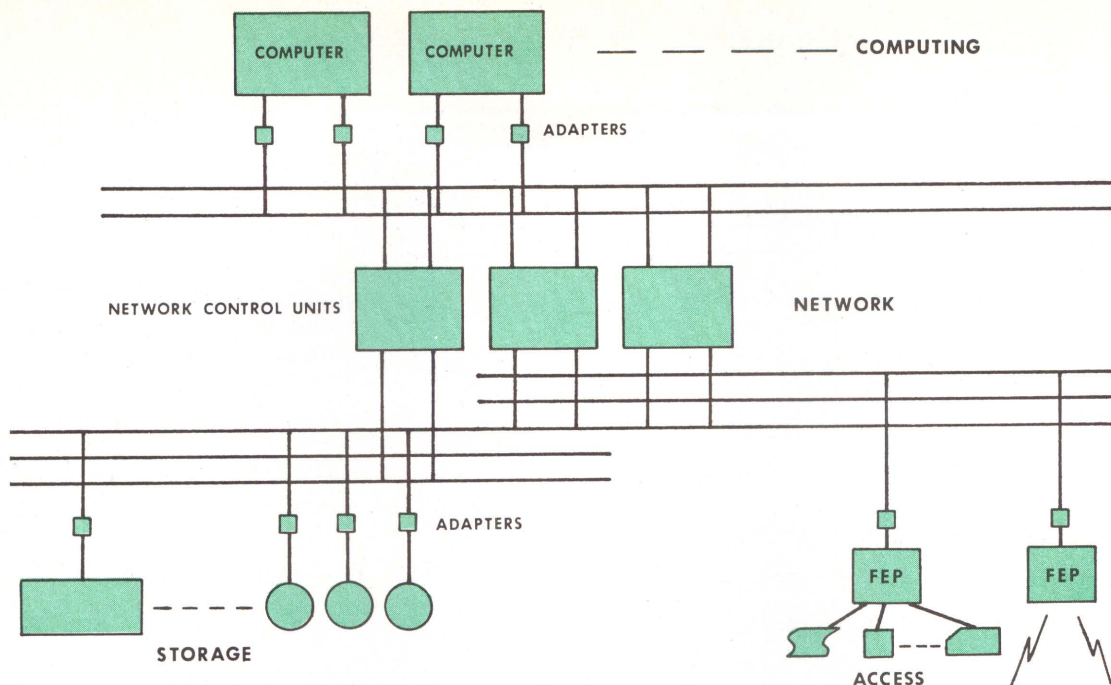 COMPUTER
COMPUTER
COMPUTING
ADAPTERS
NETWORK CONTROL UNITS
NETWORK
ADAPTERS
FEP
FEP
STORAGE
ACCESS